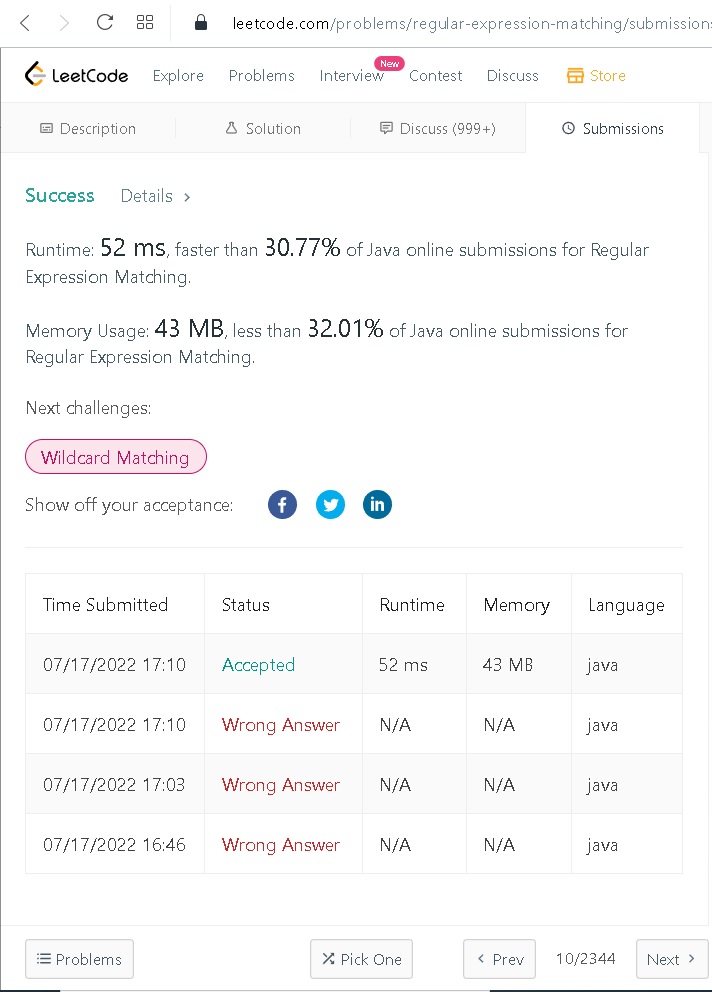 leetcode.com/problems/regular-expression-matching/submissions
LeetCode Explore Problems Interview New Contest Discuss Store
Description Solution Discuss (999+) Submissions
Success Details >
Runtime: 52 ms, faster than 30.77% of Java online submissions for Regular
Expression Matching.
Memory Usage: 43 MB, less than 32.01% of Java online submissions for
Regular Expression Matching.
Next challenges:
Wildcard Matching
Show off your acceptance:
Time Submitted Status Runtime Memory Language
07/17/2022 17:10 Accepted 52 ms 43 MB java
07/17/2022 17:10 Wrong Answer N/A N/A java
07/17/2022 17:03 Wrong Answer N/A N/A java
07/17/2022 16:46 Wrong Answer N/A N/A java
Problems Pick One < Prev 10/2344 Next >